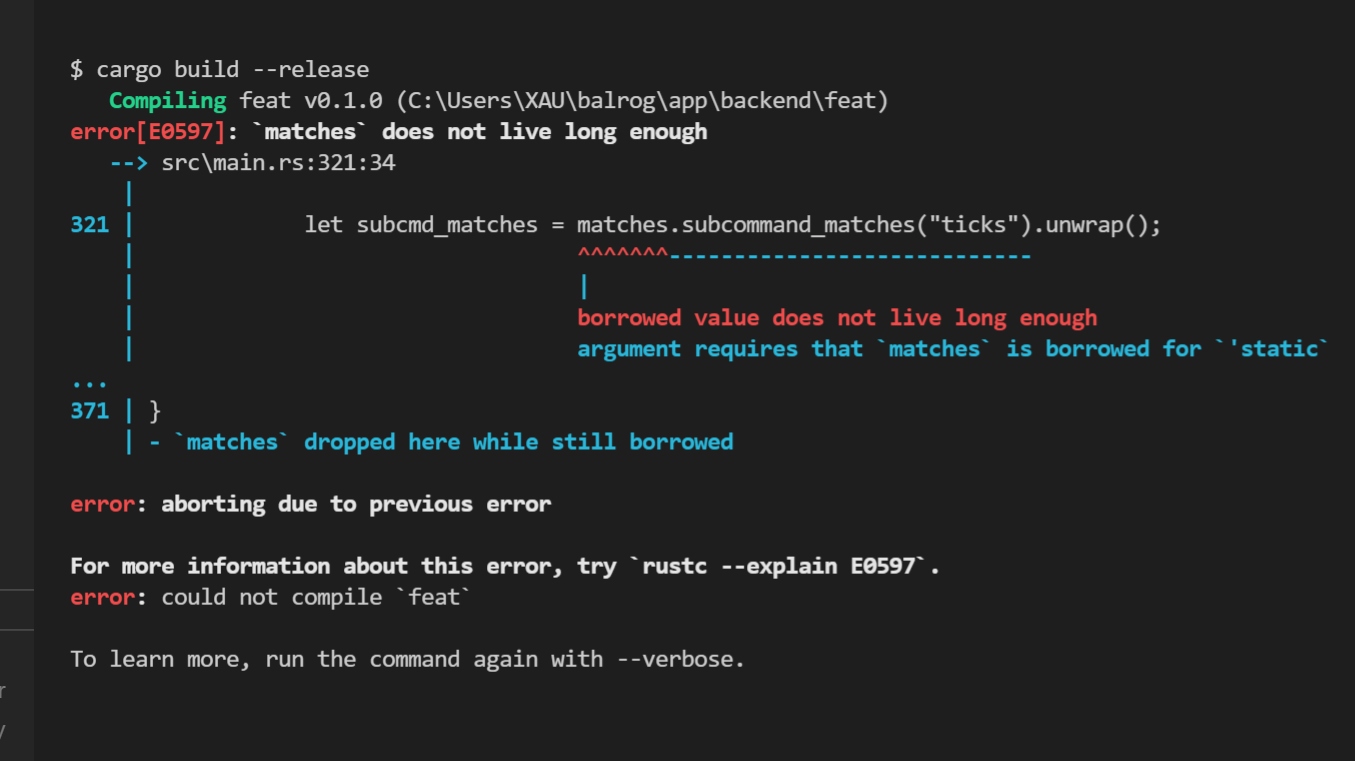 $ cargo build --release
   Compiling feat v0.1.0 (C:\Users\XAU\balrog\app\backend\feat)
error[E0597]: `matches` does not live long enough
   --> src\main.rs:321:34
    |
321 |             let subcmd_matches = matches.subcommand_matches("ticks").unwrap();
    |                                  ^^^^^^^----------------------------
    |                                  |
    |                                  borrowed value does not live long enough
    |                                  argument requires that `matches` is borrowed for `'static`
...
371 | }
    | - `matches` dropped here while still borrowed
error: aborting due to previous error
For more information about this error, try `rustc --explain E0597`.
error: could not compile `feat`
To learn more, run the command again with --verbose.
r
y